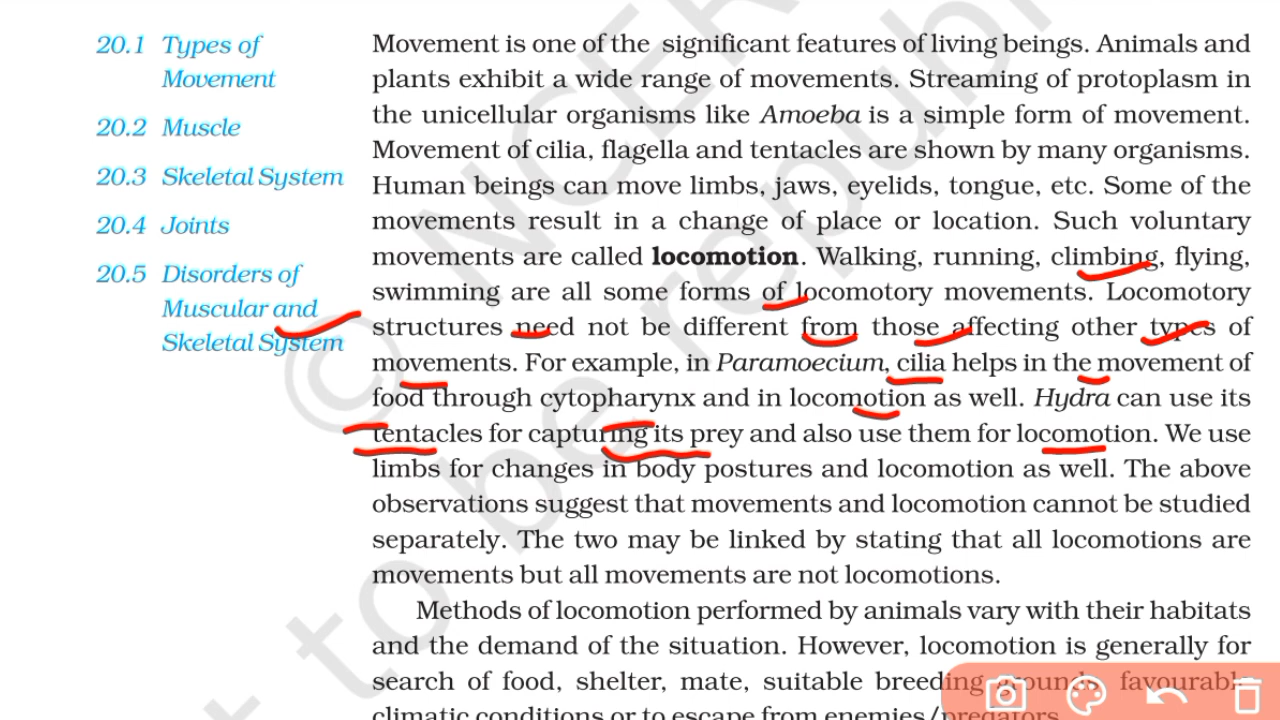 20.1 Types of
Movement
20.2 Muscle
20.3 Skeletal System
20.4 Joints
20.5 Disorders of
Muscular and
Skeletal System
Movement is one of the significant features of living beings. Animals and
plants exhibit a wide range of movements. Streaming of protoplasm in
the unicellular organisms like Amoeba is a simple form of movement.
Movement of cilia, flagella and tentacles are shown by many organisms.
Human beings can move limbs, jaws, eyelids, tongue, etc. Some of the
movements result in a change of place or location. Such voluntary
movements are called locomotion. Walking, running, climbing, flying,
swimming are all some forms of locomotory movements. Locomotory
structures need not be different from those affecting other types of
movements. For example, in Paramoecium, cilia helps in the movement of
food through cytopharynx and in locomotion as well. Hydra can use its
tentacles for capturing its prey and also use them for locomotion. We use
limbs for changes in body postures and locomotion as well. The above
observations suggest that movements and locomotion cannot be studied
separately. The two may be linked by stating that all locomotions are
movements but all movements are not locomotions.
Methods of locomotion performed by animals vary with their habitats
and the demand of the situation. However, locomotion is generally for
search of food, shelter, mate, suitable breeding grounds, favourable
climatic conditions or to escape from enemies/predators.